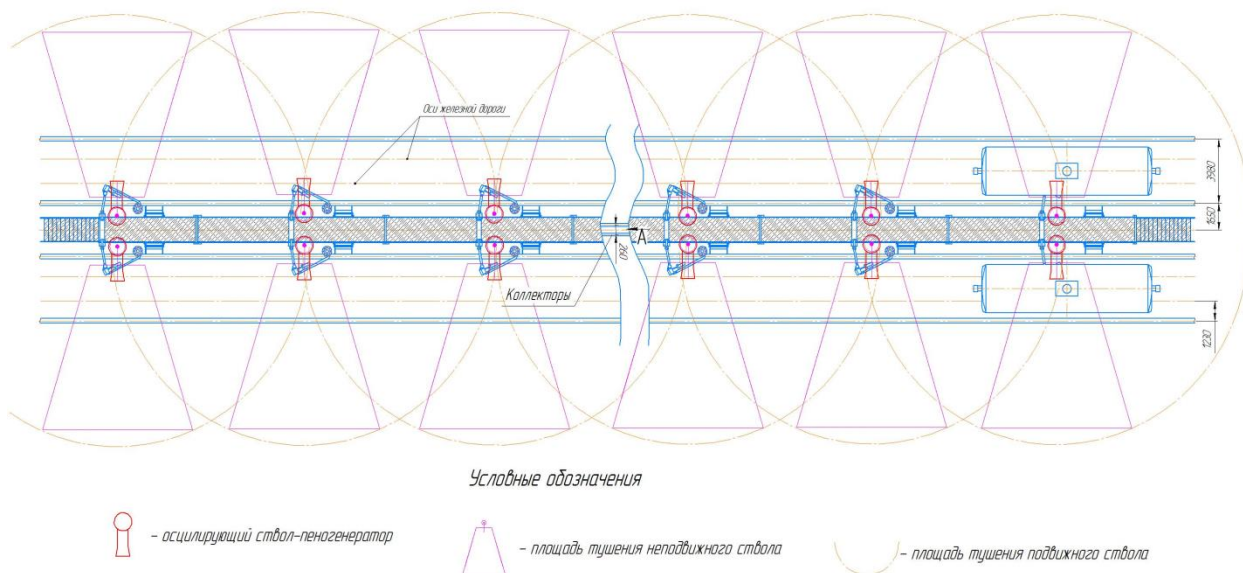 Оси железной дороги
3980
1650
А
260
Коллекторы
1230
Условные обозначения
- осцилирующий ствол-пеногенератор
- площадь тушения неподвижного ствола
- площадь тушения подвижного ствола